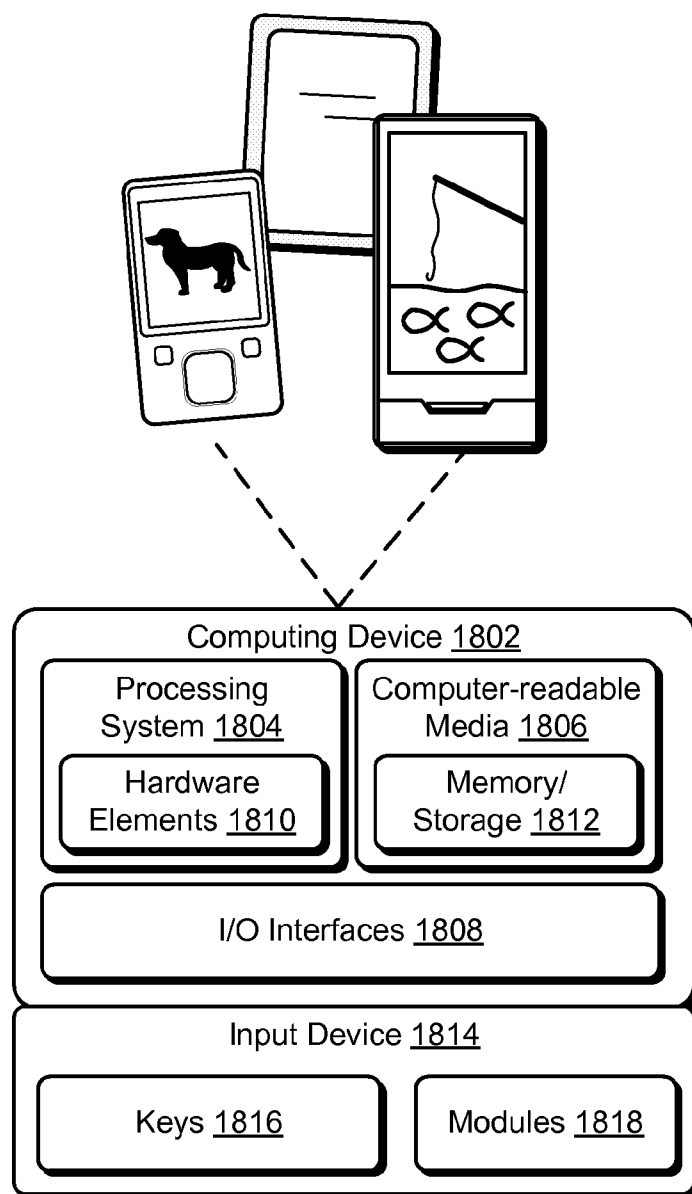 Computing Device 1802
Processing
System 1804
Hardware
Elements 1810
Computer-readable
Media 1806
Memory/
Storage 1812
I/O Interfaces 1808
Input Device 1814
Keys 1816
Modules 1818